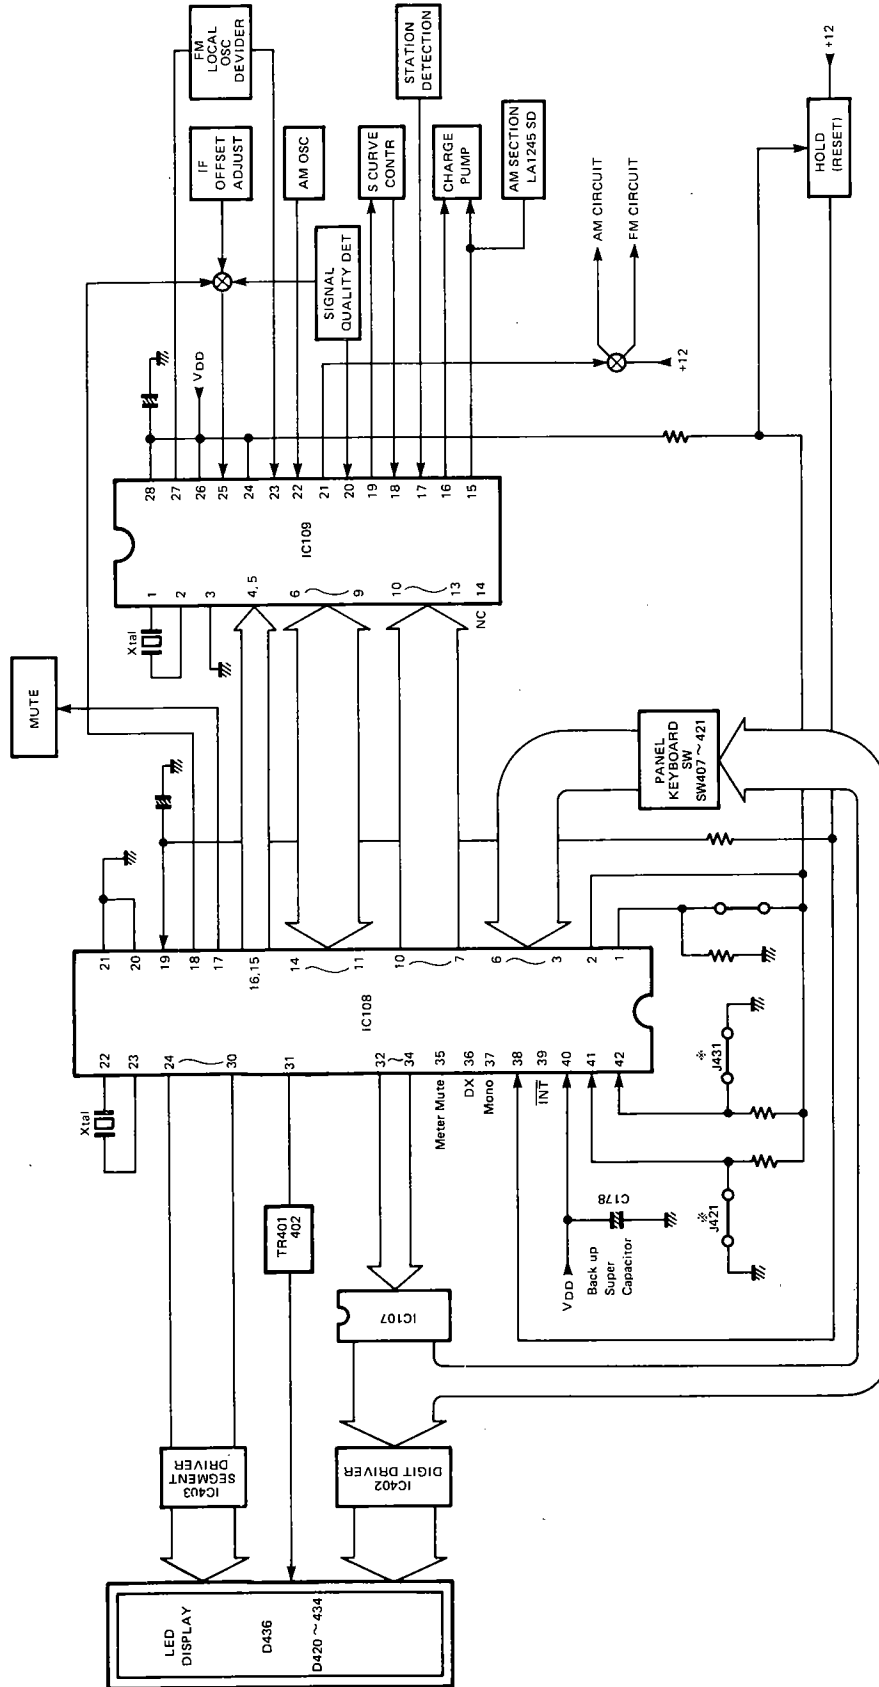 FM
LOCAL
OSC
DEVIDER
IF
OFFSET
ADJUST
AM OSC
SIGNAL
QUALITY DET
S CURVE
CONTR
STATION
DETECTION
CHARGE
PUMP
AM SECTION
LA1245 SD
AM CIRCUIT
FM CIRCUIT
+12
HOLD
(RESET)
+12
VDD
28
27
26
25
24
23
22
21
20
19
18
17
16
15
IC109
1
2
3
4, 5
6
9
10
13
14
NC
Xtal
MUTE
PANEL
KEYBOARD
SW
SW407～421
21
20
19
18
17
16,15
14
11
10
7
6
3
2
1
IC108
22
23
24
30
31
32
～
34
35
36
37
38
39
40
41
42
Xtal
Meter Mute
DX
Mono
INT
※
J431
※
J421
C178
VDD
Back up
Super
Capacitor
TR401
402
IC107
IC403
SEGMENT
DRIVER
IC402
DIGIT DRIVER
LED
DISPLAY
D436
D420～434